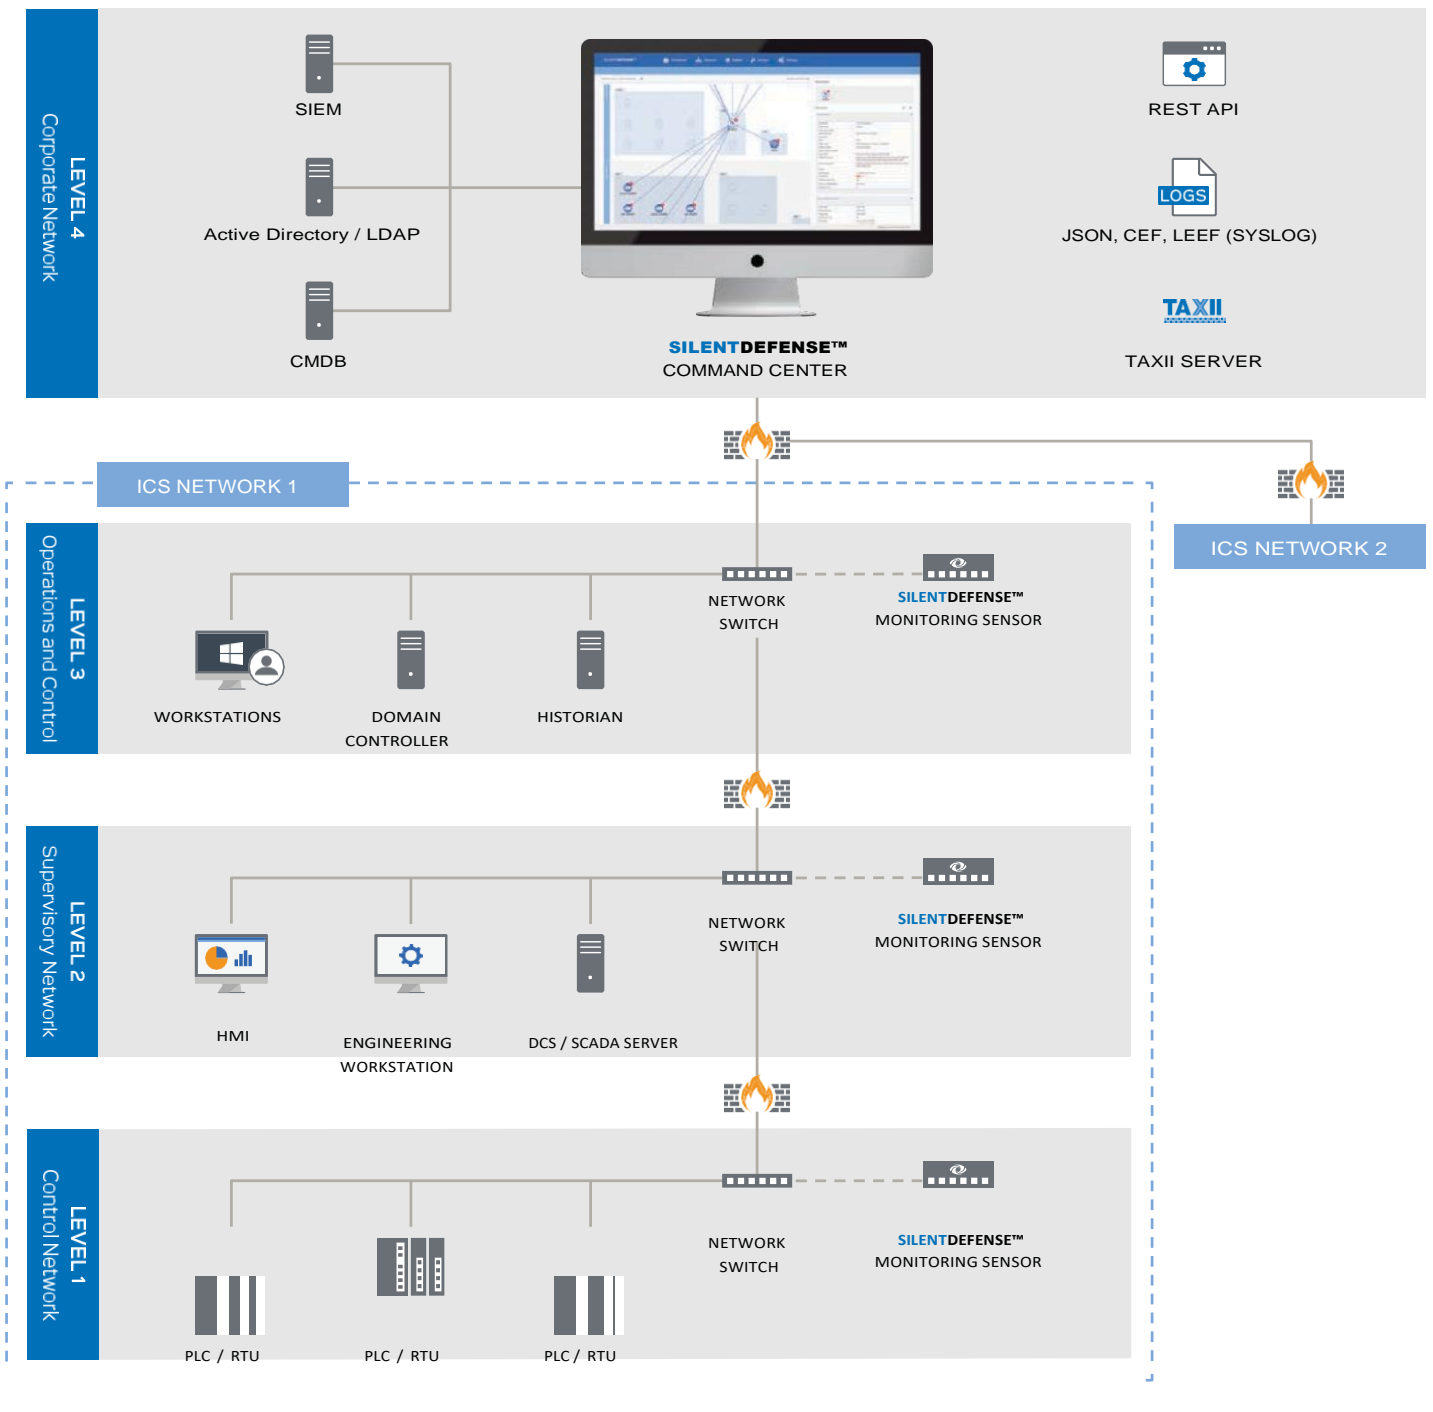 LEVEL 4
Corporate Network
SIEM
Active Directory / LDAP
CMDB
SILENTDEFENSE™
COMMAND CENTER
REST API
LOGS
JSON, CEF, LEEF (SYSLOG)
TAXII
TAXII SERVER
ICS NETWORK 1
ICS NETWORK 2
LEVEL 3
Operations and Control
WORKSTATIONS
DOMAIN
CONTROLLER
HISTORIAN
NETWORK
SWITCH
SILENTDEFENSE™
MONITORING SENSOR
LEVEL 2
Supervisory Network
HMI
ENGINEERING
WORKSTATION
DCS / SCADA SERVER
NETWORK
SWITCH
SILENTDEFENSE™
MONITORING SENSOR
LEVEL 1
Control Network
PLC / RTU
PLC / RTU
PLC / RTU
NETWORK
SWITCH
SILENTDEFENSE™
MONITORING SENSOR